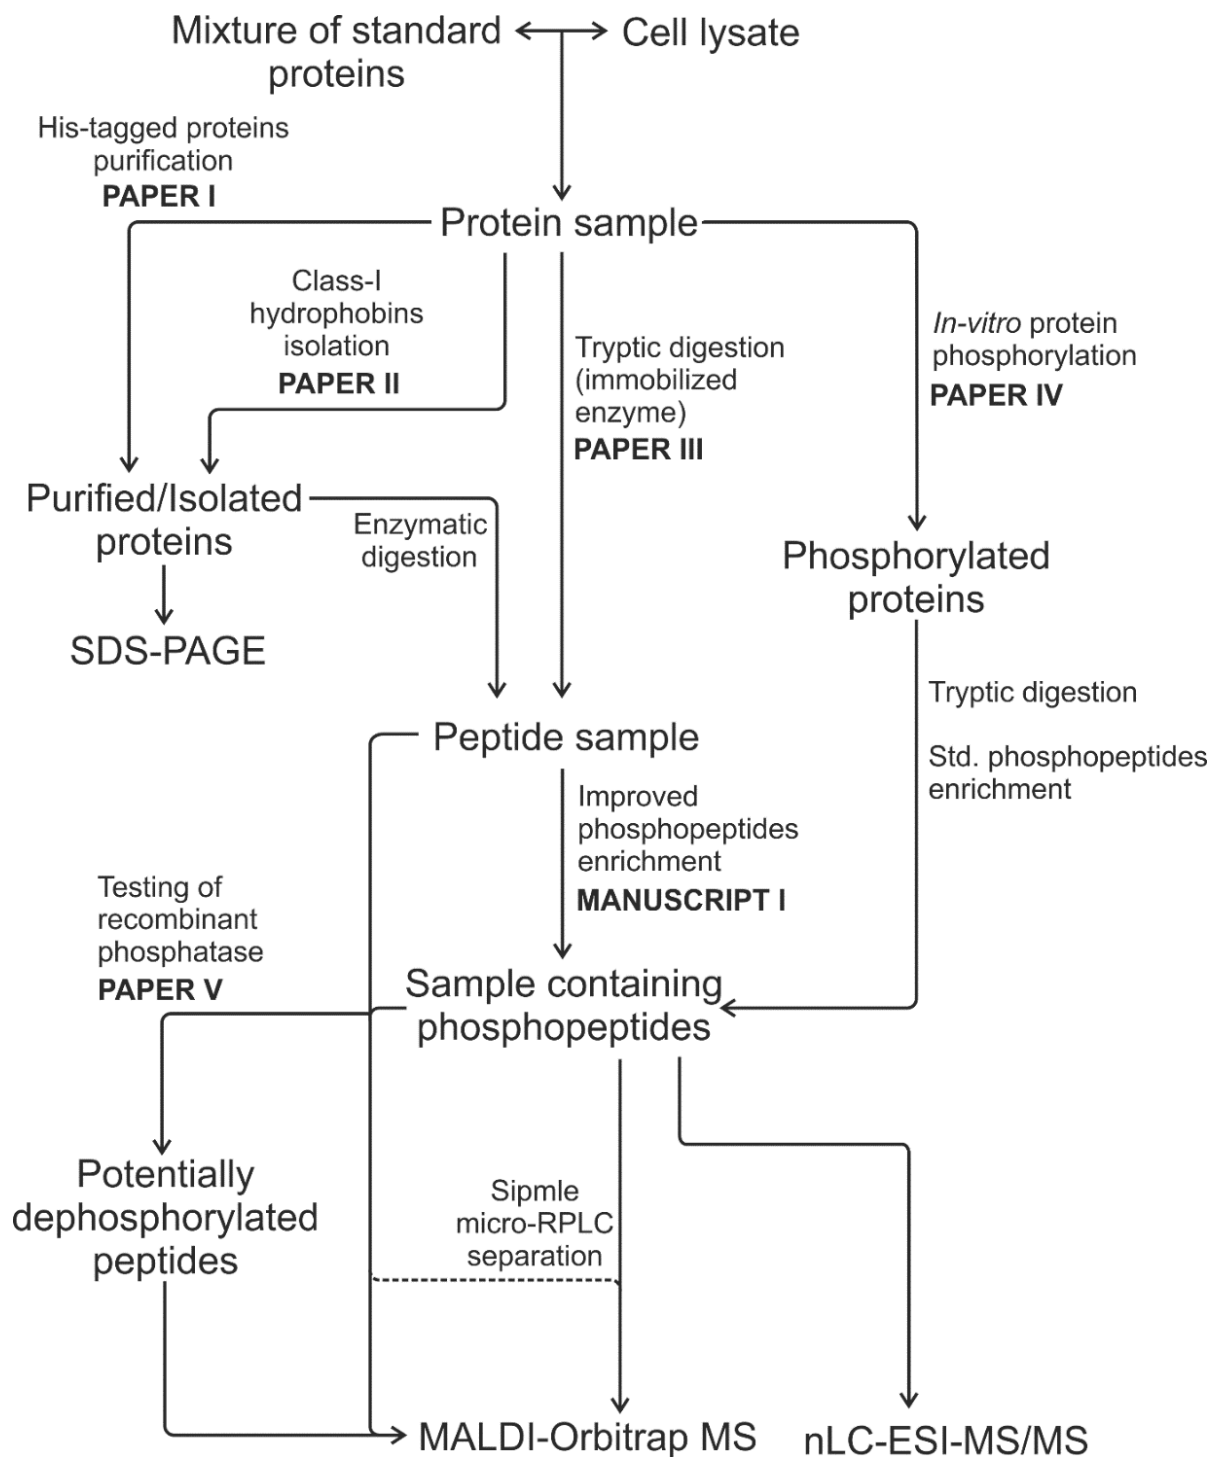 Mixture of standard
proteins
Cell lysate
His-tagged proteins
purification
PAPER I
Protein sample
Class-I
hydrophobins
isolation
PAPER II
Tryptic digestion
(immobilized
enzyme)
PAPER III
In-vitro protein
phosphorylation
PAPER IV
Purified/Isolated
proteins
Enzymatic
digestion
Phosphorylated
proteins
SDS-PAGE
Tryptic digestion
Std. phosphopeptides
enrichment
Peptide sample
Improved
phosphopeptides
enrichment
MANUSCRIPT I
Testing of
recombinant
phosphatase
PAPER V
Sample containing
phosphopeptides
Potentially
dephosphorylated
peptides
Sipmle
micro-RPLC
separation
MALDI-Orbitrap MS
nLC-ESI-MS/MS